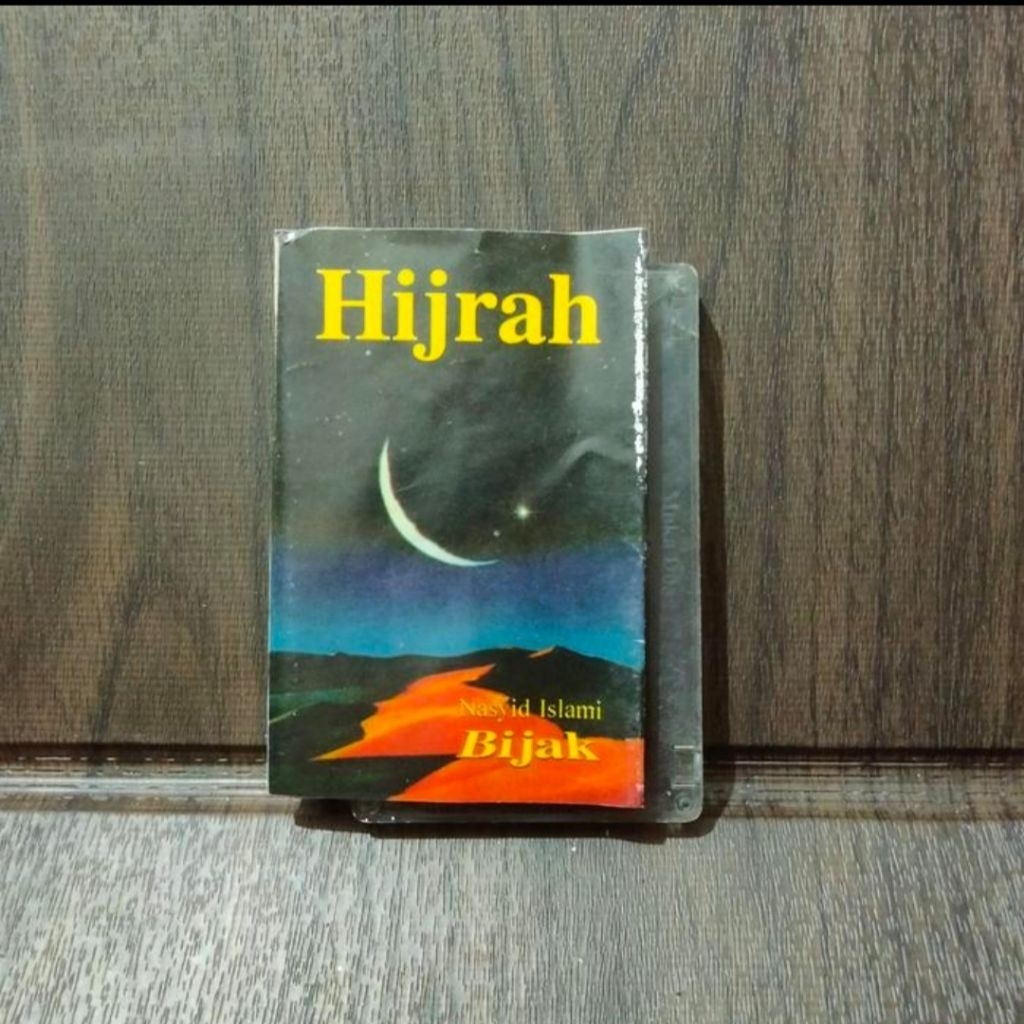 Hijrah
Nasyid Islami
Bijak